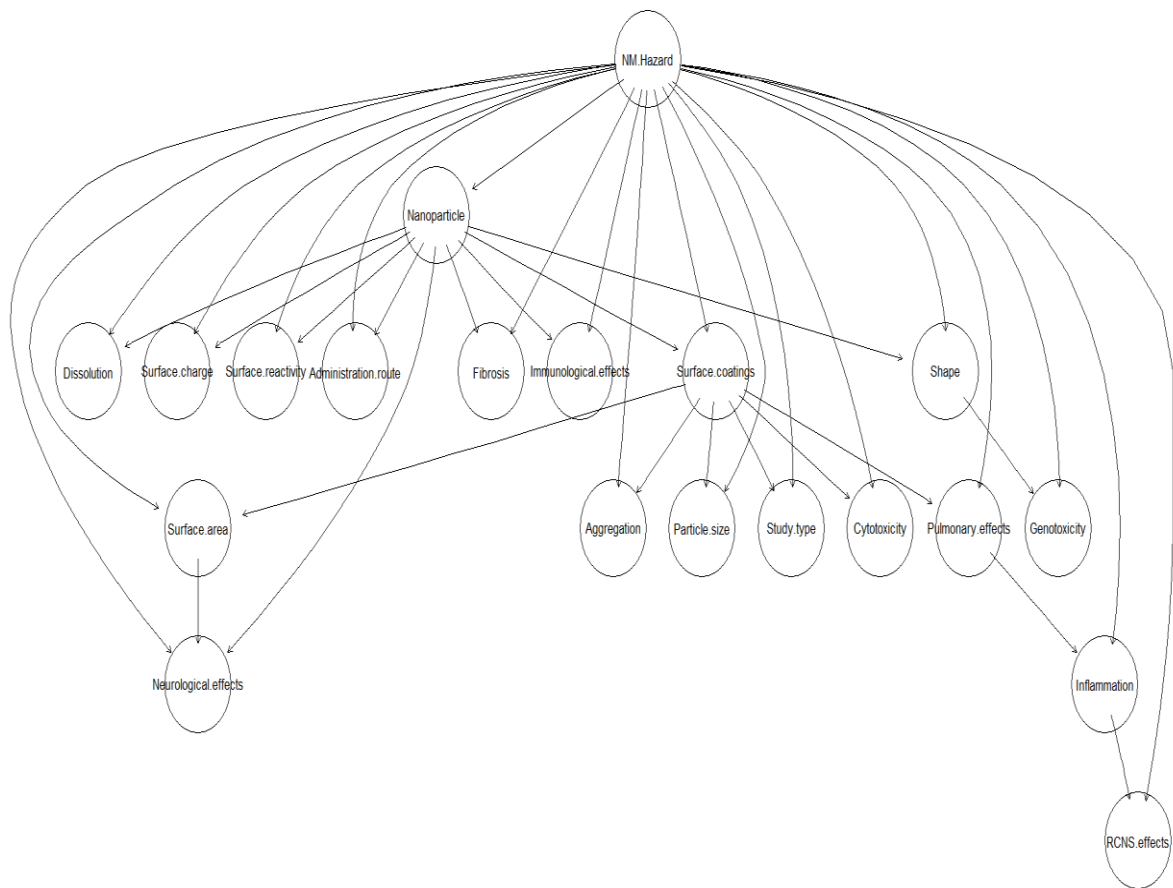 NM.Hazard
Nanoparticle
Dissolution
Surface.charge
Surface.reactivity
Administration.route
Fibrosis
Immunological.effects
Surface.coatings
Shape
Surface.area
Aggregation
Particle.size
Study.type
Cytotoxicity
Pulmonary.effects
Genotoxicity
Neurological.effects
Inflammation
RCNS.effects